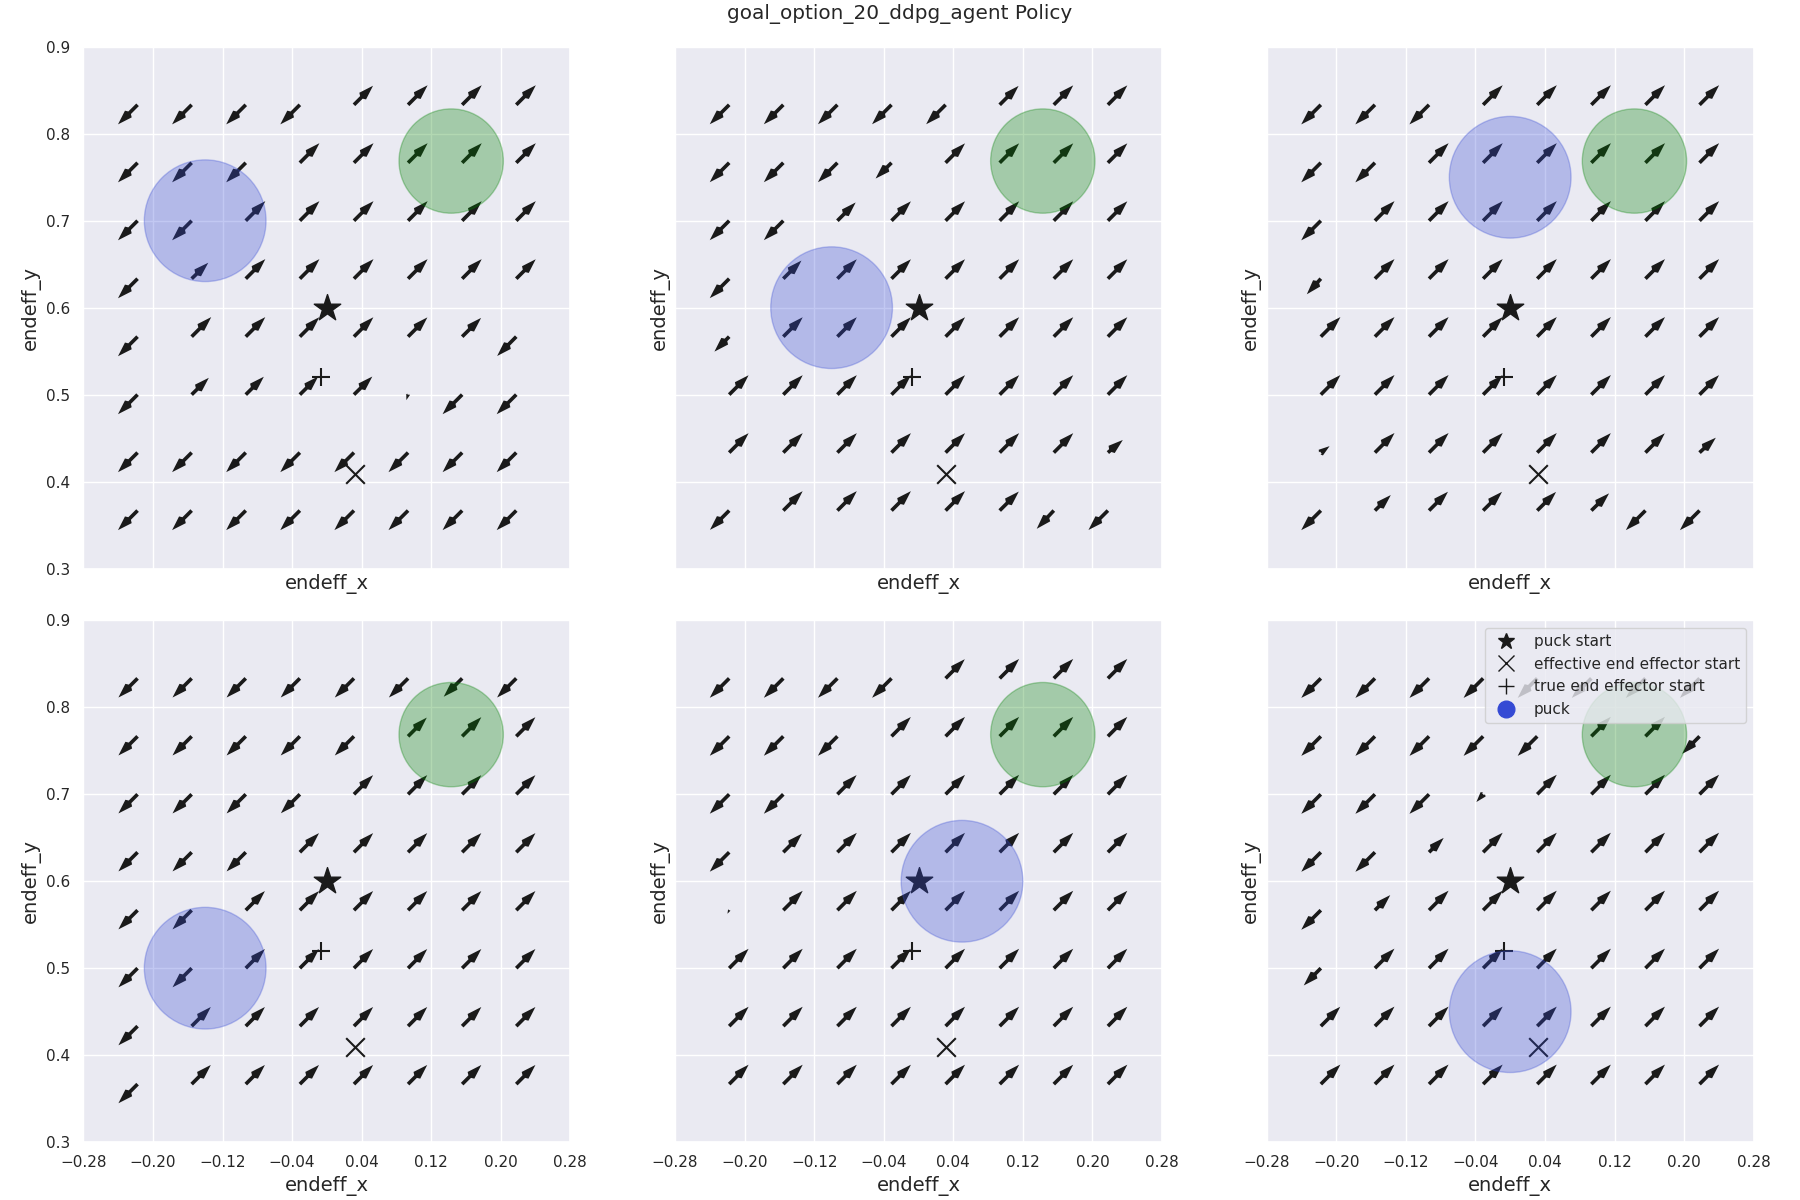 goal_option_20_ddpg_agent Policy
0.9
0.8
0.7
0.6
0.5
0.4
0.3
endeff_y
endeff_x
endeff_y
endeff_x
endeff_y
endeff_x
0.9
0.8
0.7
0.6
0.5
0.4
0.3
endeff_y
−0.28 −0.20 −0.12 −0.04 0.04 0.12 0.20 0.28
endeff_x
endeff_y
−0.28 −0.20 −0.12 −0.04 0.04 0.12 0.20 0.28
endeff_x
puck start
effective end effector start
true end effector start
puck
endeff_y
−0.28 −0.20 −0.12 −0.04 0.04 0.12 0.20 0.28
endeff_x